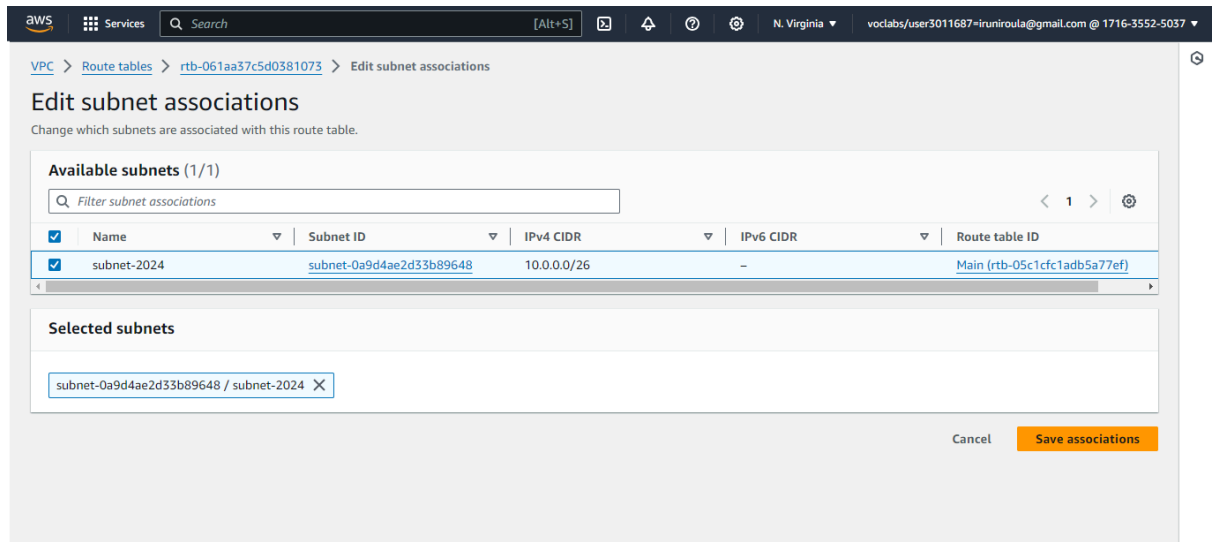 aws Services Search [Alt+S] N. Virginia ▼ voclabs/user3011687=iruniroula@gmail.com @ 1716-3552-5037 ▼
VPC > Route tables > rtb-061aa37c5d0381073 > Edit subnet associations
Edit subnet associations
Change which subnets are associated with this route table.
Available subnets (1/1)
Filter subnet associations
< 1 >
Name Subnet ID IPv4 CIDR IPv6 CIDR Route table ID
subnet-2024 subnet-0a9d4ae2d33b89648 10.0.0.0/26 – Main (rtb-05c1cfc1adb5a77ef)
Selected subnets
subnet-0a9d4ae2d33b89648 / subnet-2024 ✕
Cancel Save associations